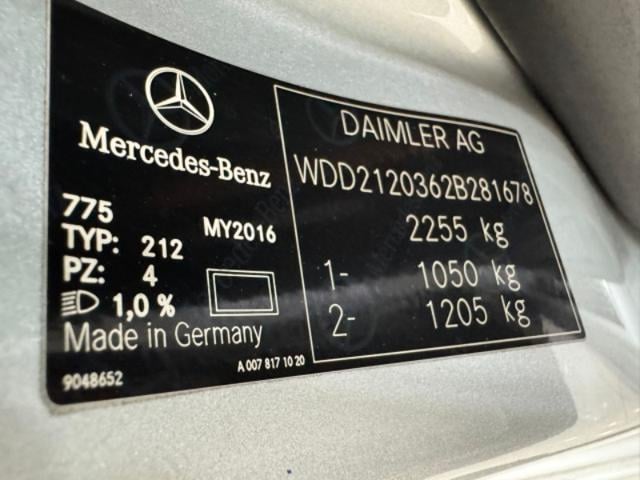 Mercedes-Benz
775
MY2016
TYP: 212
PZ: 4
1,0 %
Made in Germany
9048652
A 007 817 10 20
DAIMLER AG
WDD2120362B281678
2255 kg
1- 1050 kg
2- 1205 kg